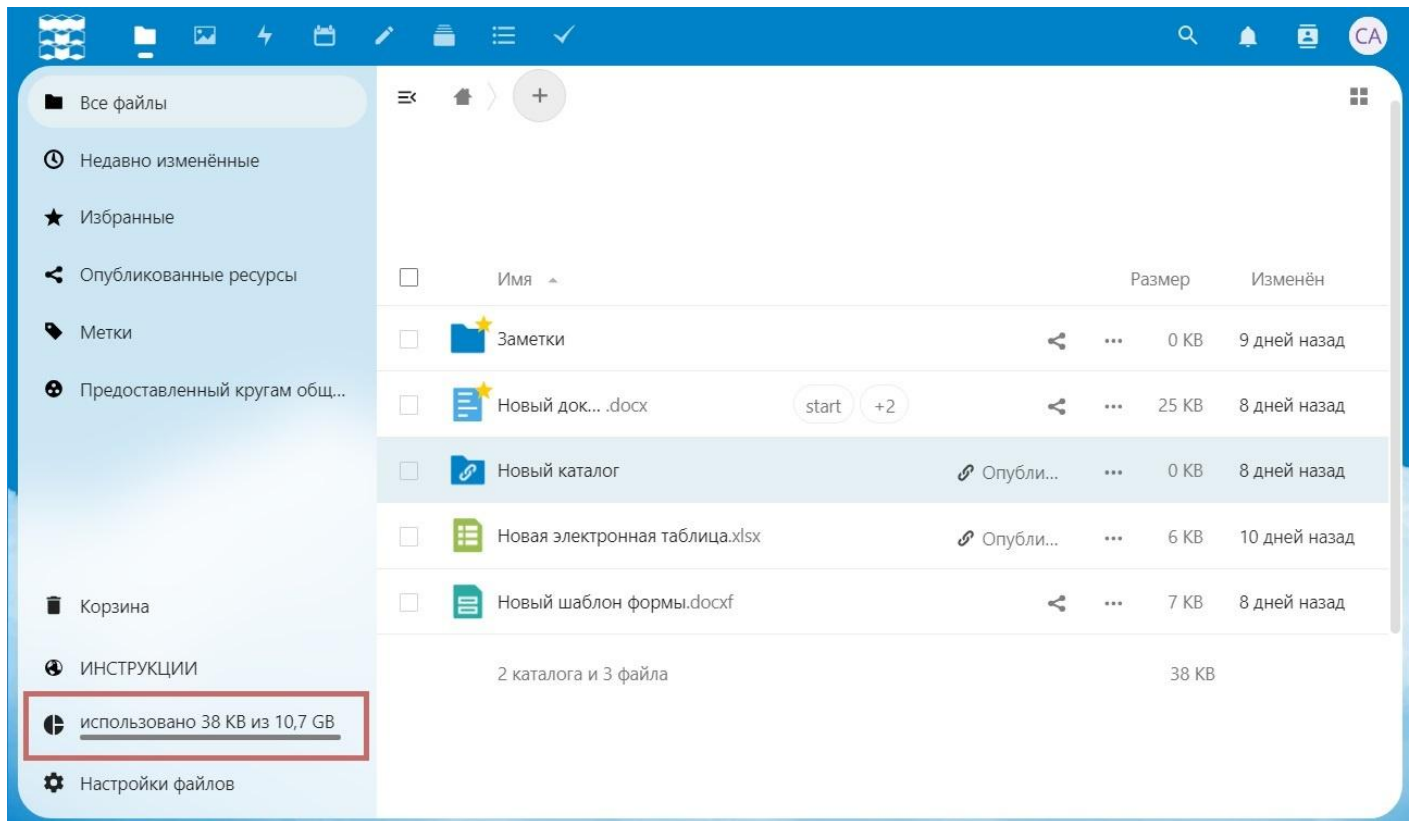 СА
Все файлы
Недавно изменённые
Избранные
Опубликованные ресурсы
Метки
Предоставленный кругам общ...
Корзина
ИНСТРУКЦИИ
использовано 38 KB из 10,7 GB
Настройки файлов
Имя Размер Изменён
Заметки 0 KB 9 дней назад
Новый док... .docx start +2 25 KB 8 дней назад
Новый каталог Опубли... 0 KB 8 дней назад
Новая электронная таблица.xlsx Опубли... 6 KB 10 дней назад
Новый шаблон формы.docxf 7 KB 8 дней назад
2 каталога и 3 файла 38 KB